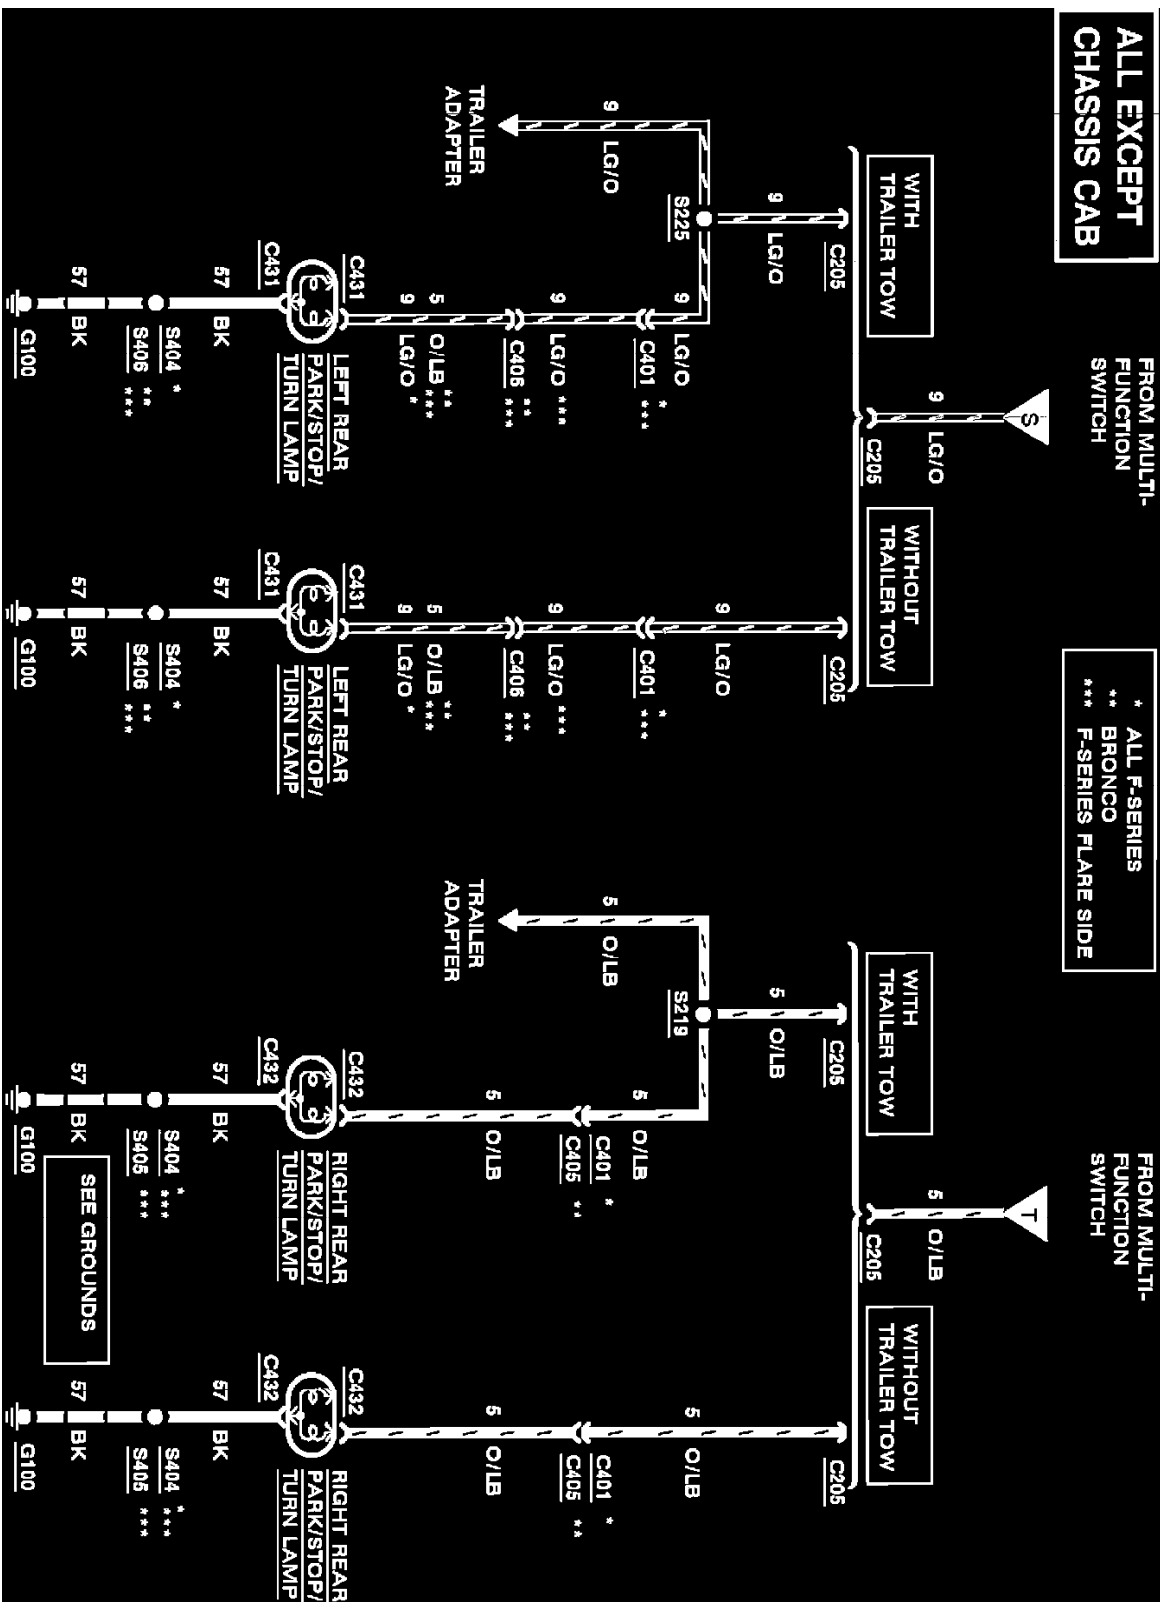 ALL EXCEPT
CHASSIS CAB
FROM MULTI-
FUNCTION
SWITCH
S
9 LG/O
C205
* ALL F-SERIES
** BRONCO
*** F-SERIES FLARE SIDE
FROM MULTI-
FUNCTION
SWITCH
T
5 O/LB
C205
WITH
TRAILER TOW
C205
9 LG/O
S225
9 LG/O
TRAILER
ADAPTER
9 LG/O
C401 * ***
9 LG/O ***
C406 ** ***
5 O/LB ** ***
9 LG/O *
C431
LEFT REAR
PARK/STOP/
TURN LAMP
C431
57 BK
S404 *
S406 ** ***
57 BK
G100
WITHOUT
TRAILER TOW
C205
9 LG/O
C401 * ***
9 LG/O ***
C406 ** ***
5 O/LB ** ***
9 LG/O *
C431
LEFT REAR
PARK/STOP/
TURN LAMP
C431
57 BK
S404 *
S406 ** ***
57 BK
G100
WITH
TRAILER TOW
C205
5 O/LB
S219
5 O/LB
TRAILER
ADAPTER
5 O/LB
C401 *
C405 **
5 O/LB
C432
RIGHT REAR
PARK/STOP/
TURN LAMP
C432
57 BK
S404 * ***
S405 ***
57 BK
G100
SEE GROUNDS
WITHOUT
TRAILER TOW
C205
5 O/LB
C401 *
C405 **
5 O/LB
C432
RIGHT REAR
PARK/STOP/
TURN LAMP
C432
57 BK
S404 * ***
S405 ***
57 BK
G100